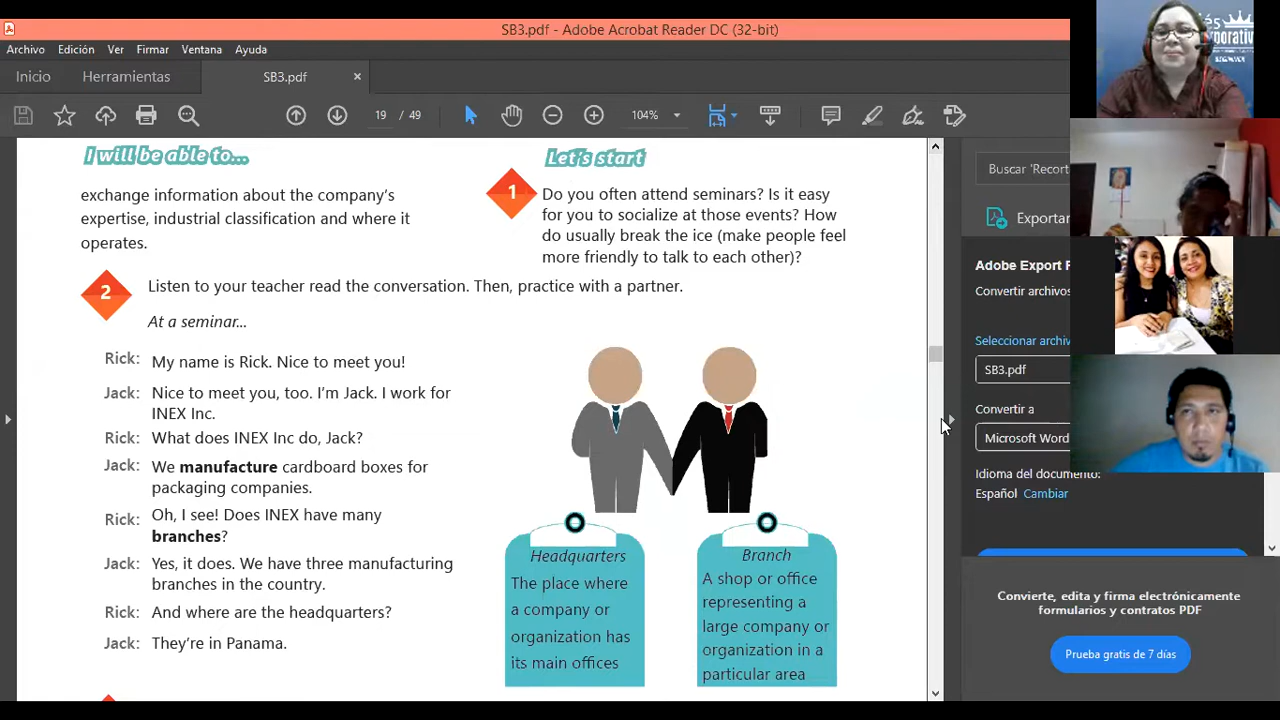 SB3.pdf - Adobe Acrobat Reader DC (32-bit)
Archivo Edición Ver Firmar Ventana Ayuda
Inicio Herramientas SB3.pdf ×
19 / 49 104%
I will be able to...
exchange information about the company's
expertise, industrial classification and where it
operates.
Let's start
1 Do you often attend seminars? Is it easy
for you to socialize at those events? How
do usually break the ice (make people feel
more friendly to talk to each other)?
2 Listen to your teacher read the conversation. Then, practice with a partner.
At a seminar...
Rick: My name is Rick. Nice to meet you!
Jack: Nice to meet you, too. I'm Jack. I work for
INEX Inc.
Rick: What does INEX Inc do, Jack?
Jack: We manufacture cardboard boxes for
packaging companies.
Rick: Oh, I see! Does INEX have many
branches?
Jack: Yes, it does. We have three manufacturing
branches in the country.
Rick: And where are the headquarters?
Jack: They're in Panama.
Headquarters
The place where
a company or
organization has
its main offices
Branch
A shop or office
representing a
large company or
organization in a
particular area
Buscar 'Recort
Exportar
Adobe Export P
Convertir archivos
Seleccionar archiv
SB3.pdf
Convertir a
Microsoft Word
Idioma del documento:
Español Cambiar
Convierte, edita y firma electrónicamente
formularios y contratos PDF
Prueba gratis de 7 días